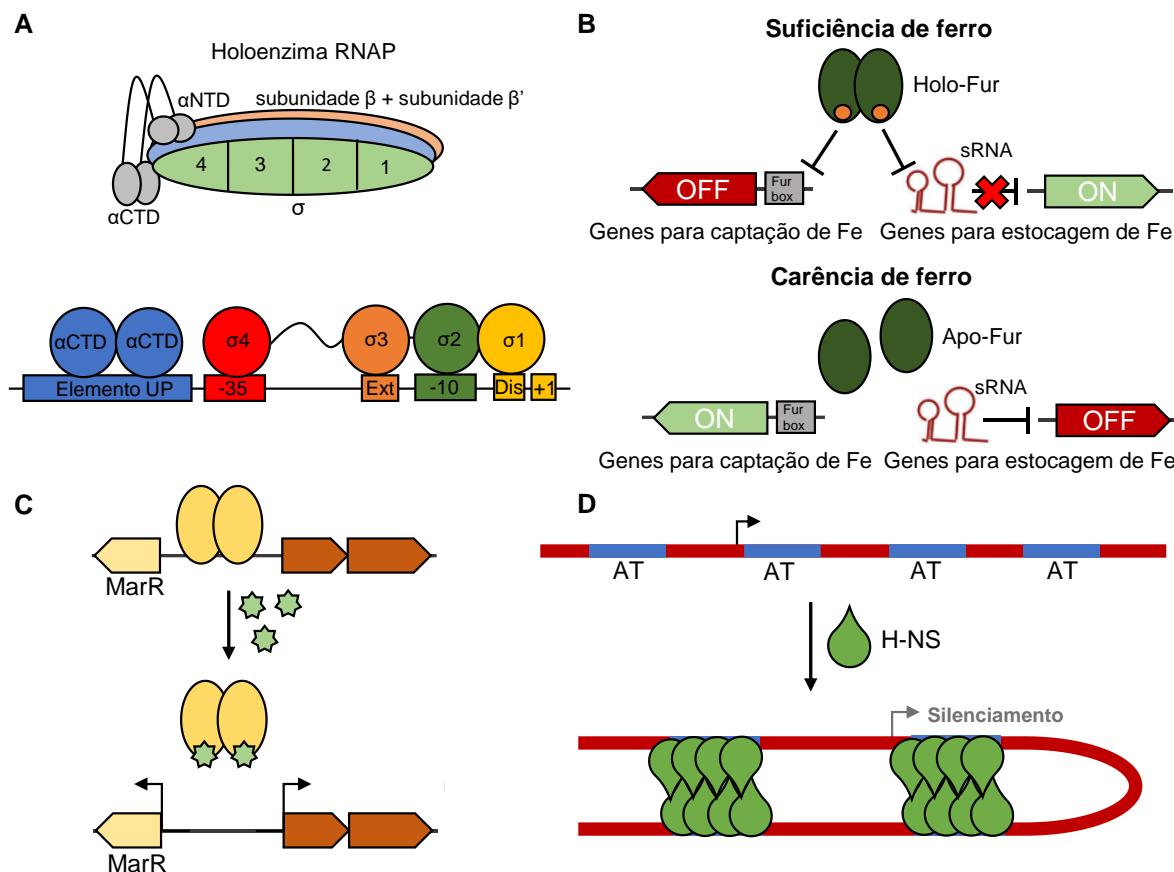 A
Holoenzima RNAP
αNTD
subunidade β + subunidade β'
4 3 2 1
αCTD
σ
αCTD αCTD σ4 σ3 σ2 σ1
Elemento UP -35 Ext -10 Dis +1
B
Suficiência de ferro
Holo-Fur
sRNA
OFF Fur box ON
Genes para captação de Fe Genes para estocagem de Fe
Carência de ferro
Apo-Fur
sRNA
ON Fur box OFF
Genes para captação de Fe Genes para estocagem de Fe
C
MarR
MarR
D
AT AT AT AT
H-NS
Silenciamento